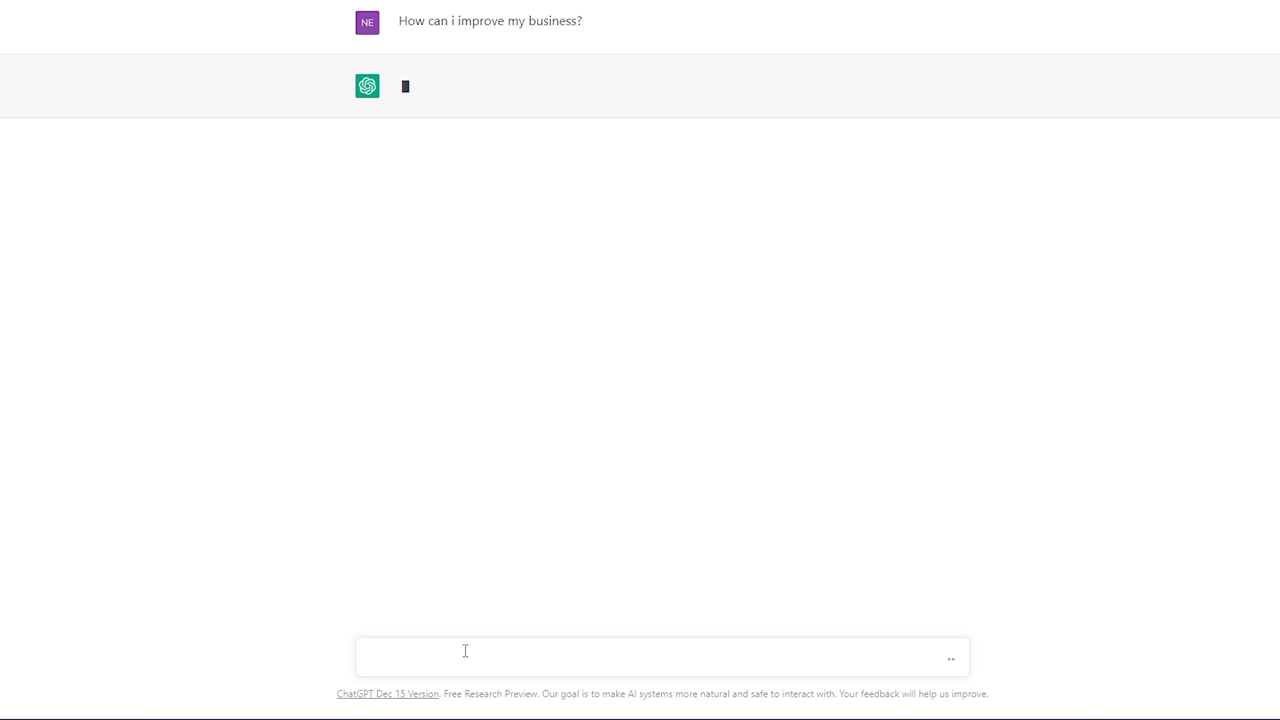 NE
How can i improve my business?
ChatGPT Dec 15 Version. Free Research Preview. Our goal is to make AI systems more natural and safe to interact with. Your feedback will help us improve.